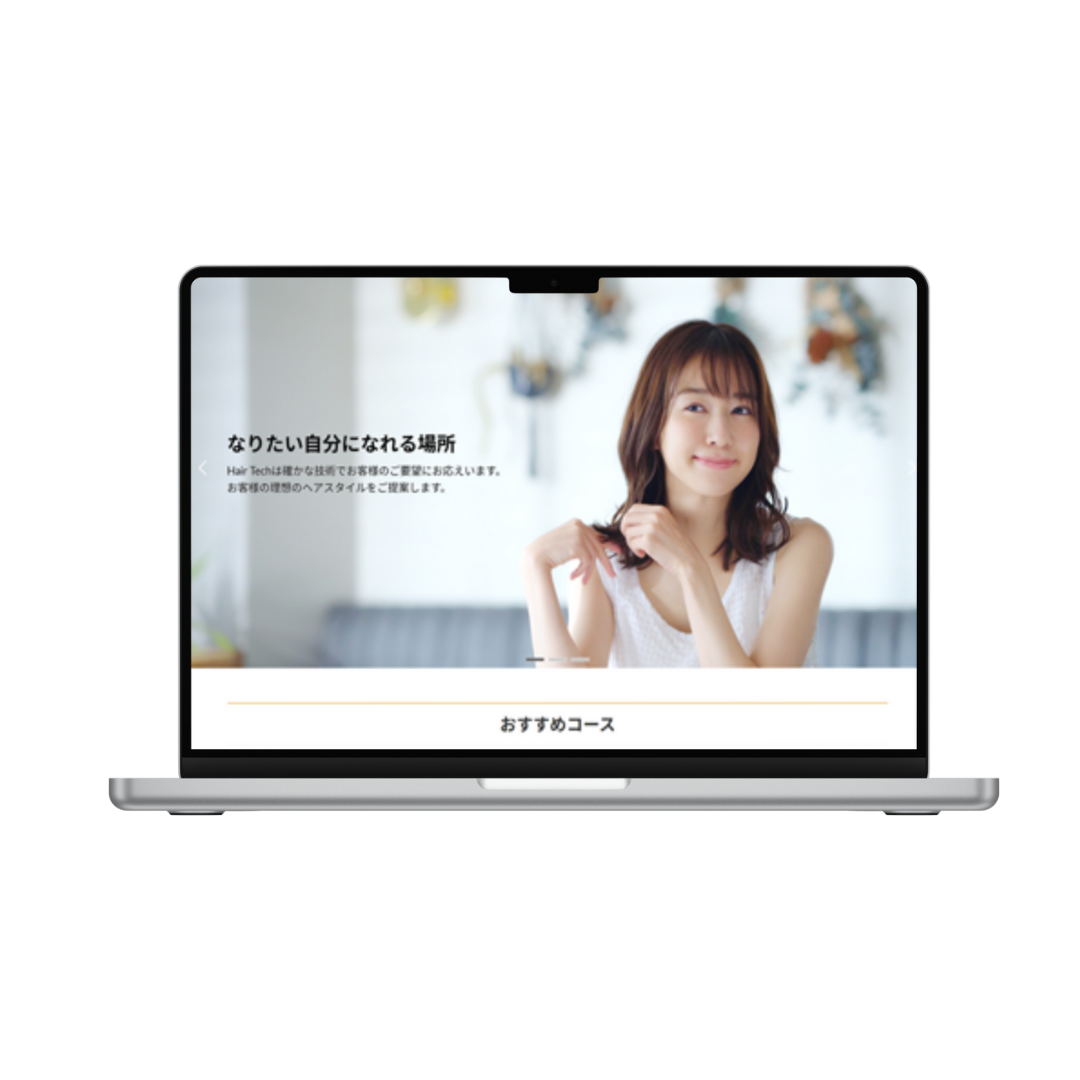 なりたい自分になれる場所
Hair Techは確かな技術でお客様のご要望にお応えいます。
お客様の理想のヘアスタイルをご提案します。
おすすめコース